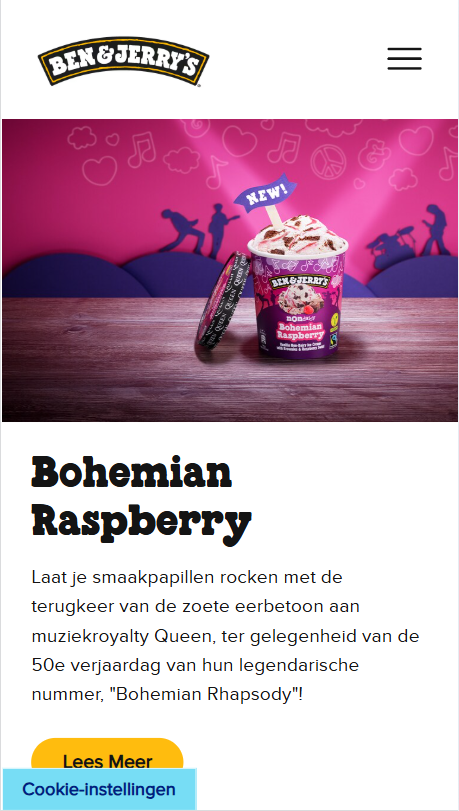 BEN & JERRY'S
NEW!
BEN & JERRY'S
Bohemian
Raspberry
Bohemian
Raspberry
Laat je smaakpapillen rocken met de
terugkeer van de zoete eerbetoon aan
muziekroyalty Queen, ter gelegenheid van de
50e verjaardag van hun legendarische
nummer, "Bohemian Rhapsody"!
Lees Meer
Cookie-instellingen